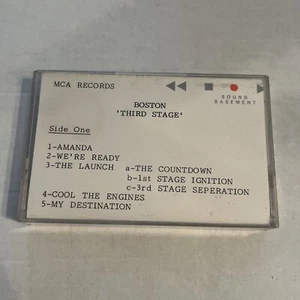 MCA RECORDS
SOUND
BASEMENT
BOSTON
'THIRD STAGE'
Side One
1-AMANDA
2-WE'RE READY
3-THE LAUNCH a-THE COUNTDOWN
b-1st STAGE IGNITION
c-3rd STAGE SEPERATION
4-COOL THE ENGINES
5-MY DESTINATION